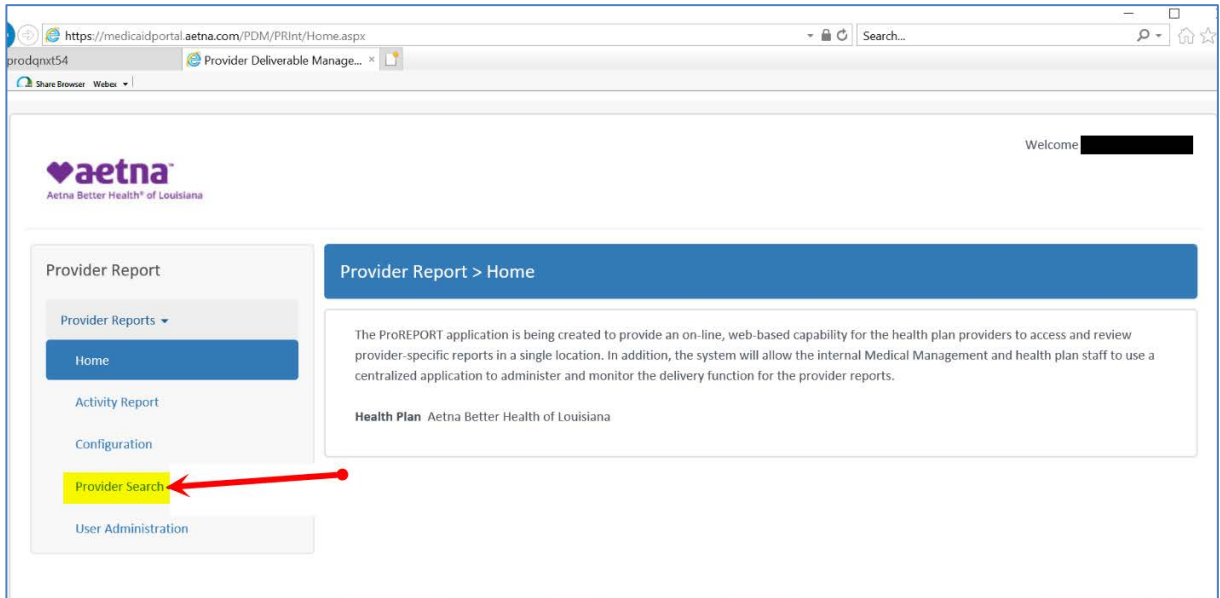 https://medicaidportal.aetna.com/PDM/PRInt/Home.aspx
Search...
prodqnxt54
Provider Deliverable Manage...
Share Browser Webex
Welcome
aetna™
Aetna Better Health® of Louisiana
Provider Report
Provider Report > Home
Provider Reports
Home
Activity Report
Configuration
Provider Search
User Administration
The ProREPORT application is being created to provide an on-line, web-based capability for the health plan providers to access and review
provider-specific reports in a single location. In addition, the system will allow the internal Medical Management and health plan staff to use a
centralized application to administer and monitor the delivery function for the provider reports.
Health Plan Aetna Better Health of Louisiana